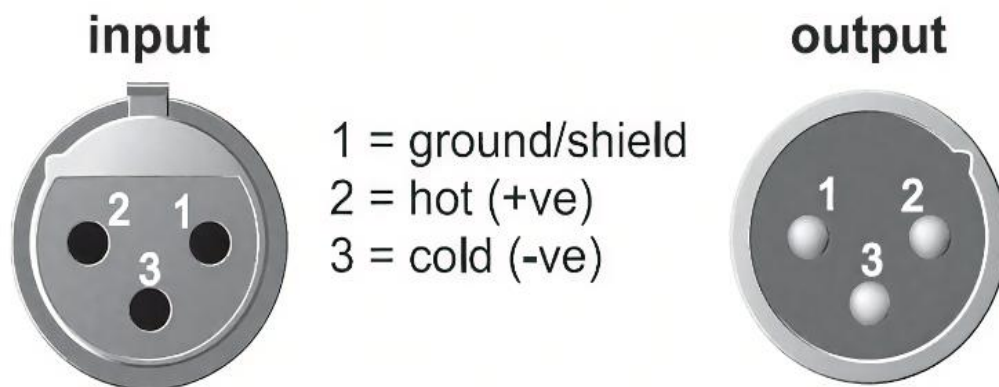 input
output
1 = ground/shield
2 = hot (+ve)
3 = cold (-ve)
2 1
3
1 2
3